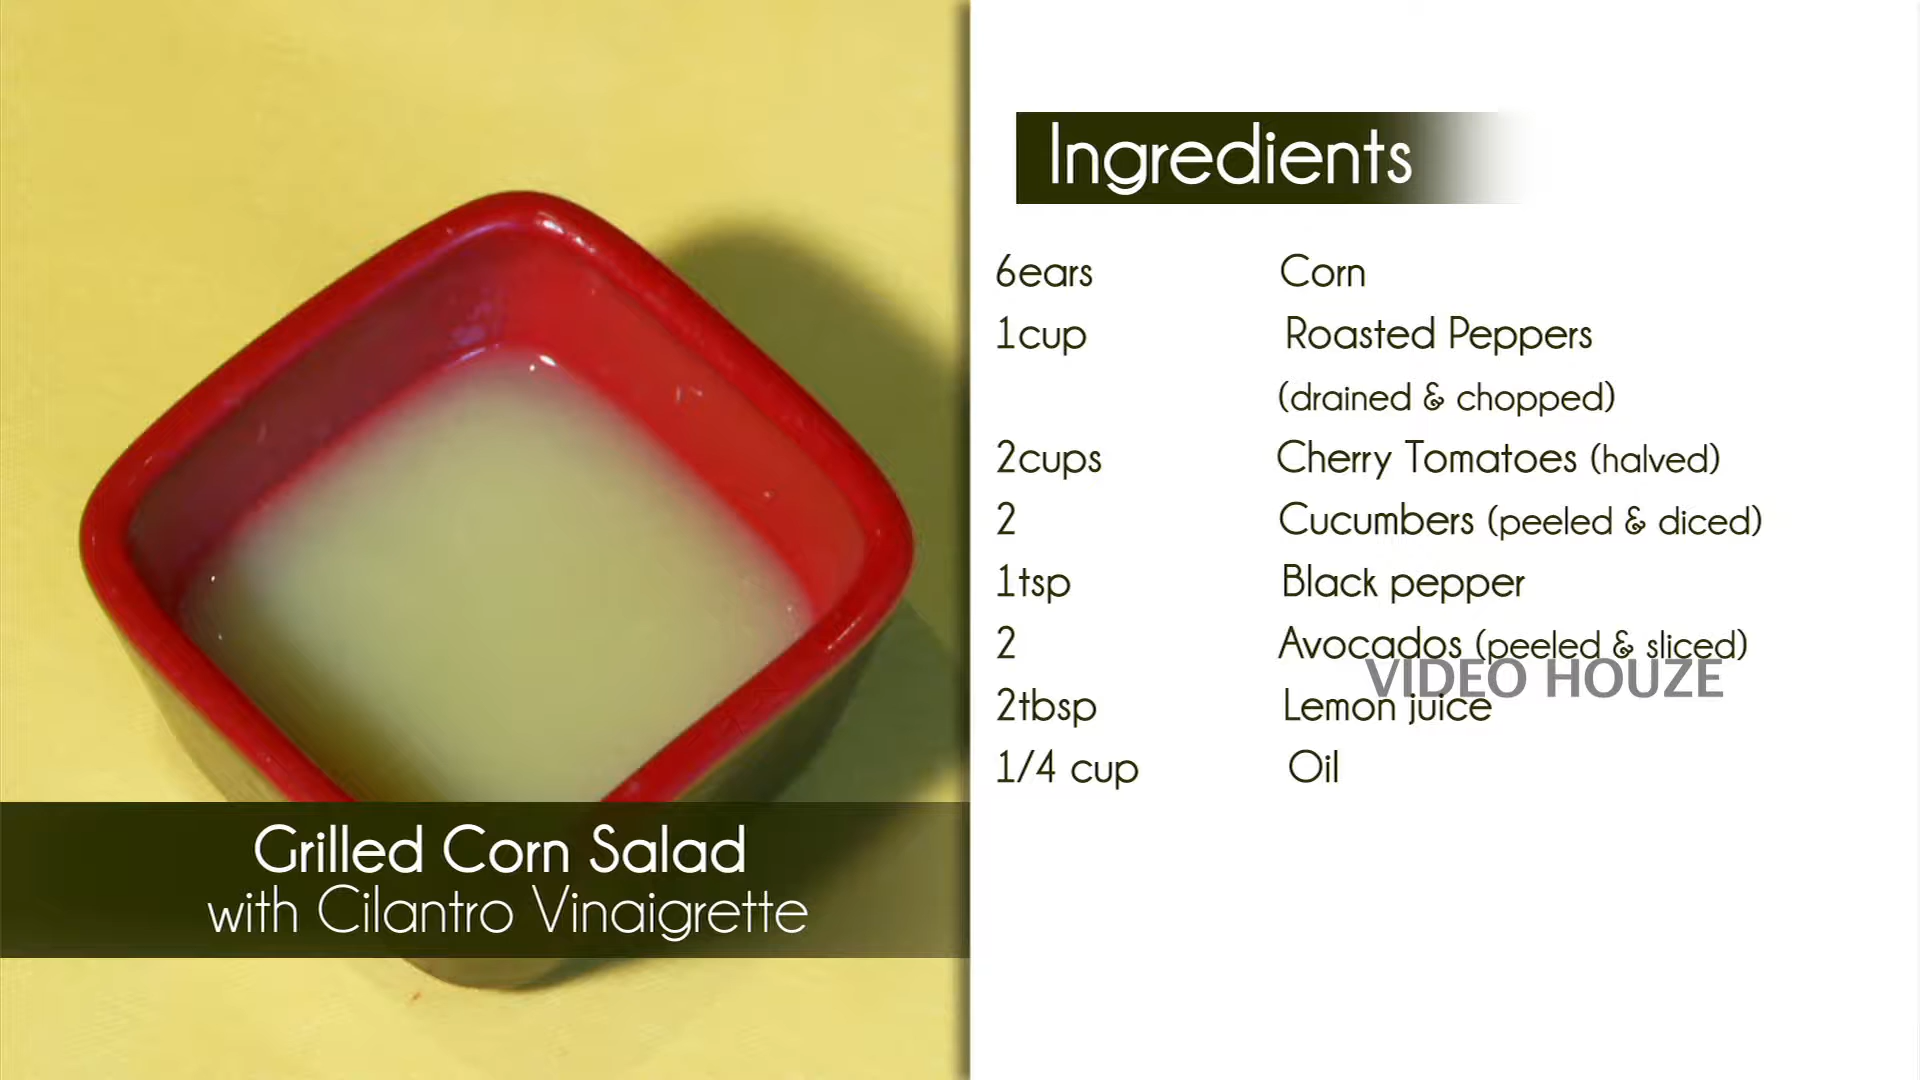 Ingredients
6ears Corn
1cup Roasted Peppers
(drained & chopped)
2cups Cherry Tomatoes (halved)
2 Cucumbers (peeled & diced)
1tsp Black pepper
2 Avocados (peeled & sliced)
VIDEO HOUZE
2tbsp Lemon juice
1/4 cup Oil
Grilled Corn Salad
with Cilantro Vinaigrette